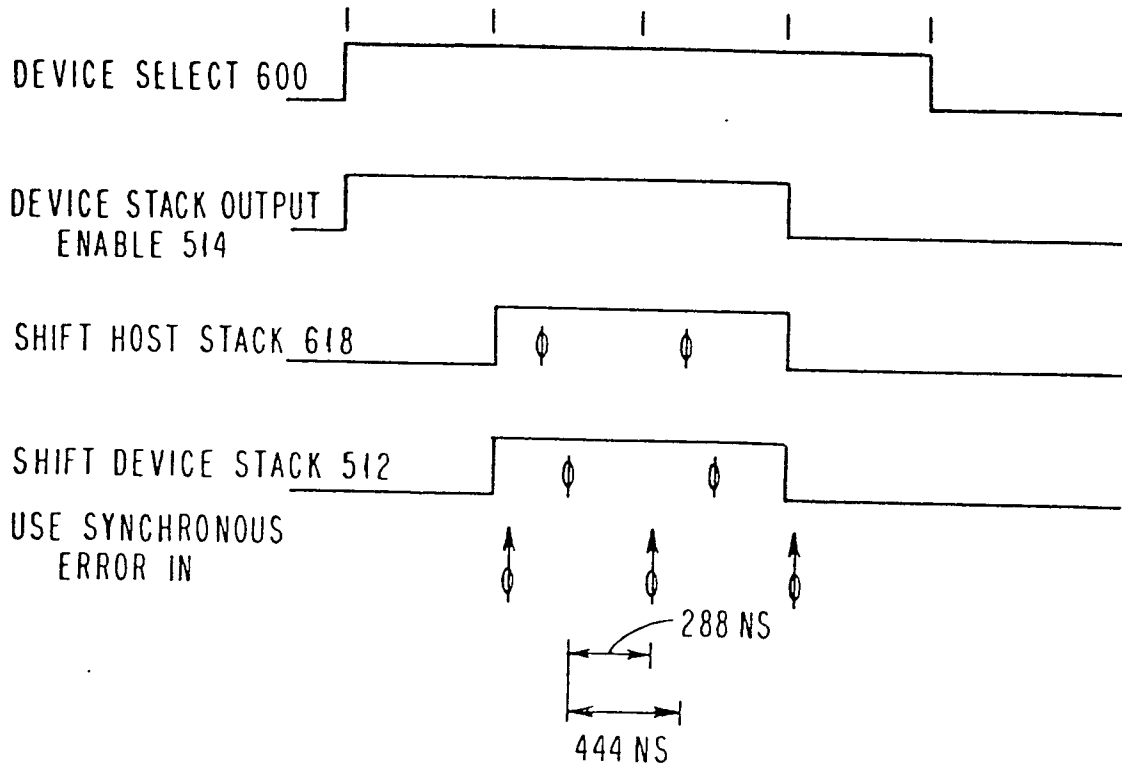 DEVICE SELECT 600
DEVICE STACK OUTPUT
ENABLE 514
SHIFT HOST STACK 618
SHIFT DEVICE STACK 512
USE SYNCHRONOUS
ERROR IN
288 NS
444 NS